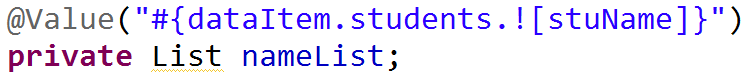 @Value("#{dataItem.students.![stuName]}")
private List nameList;